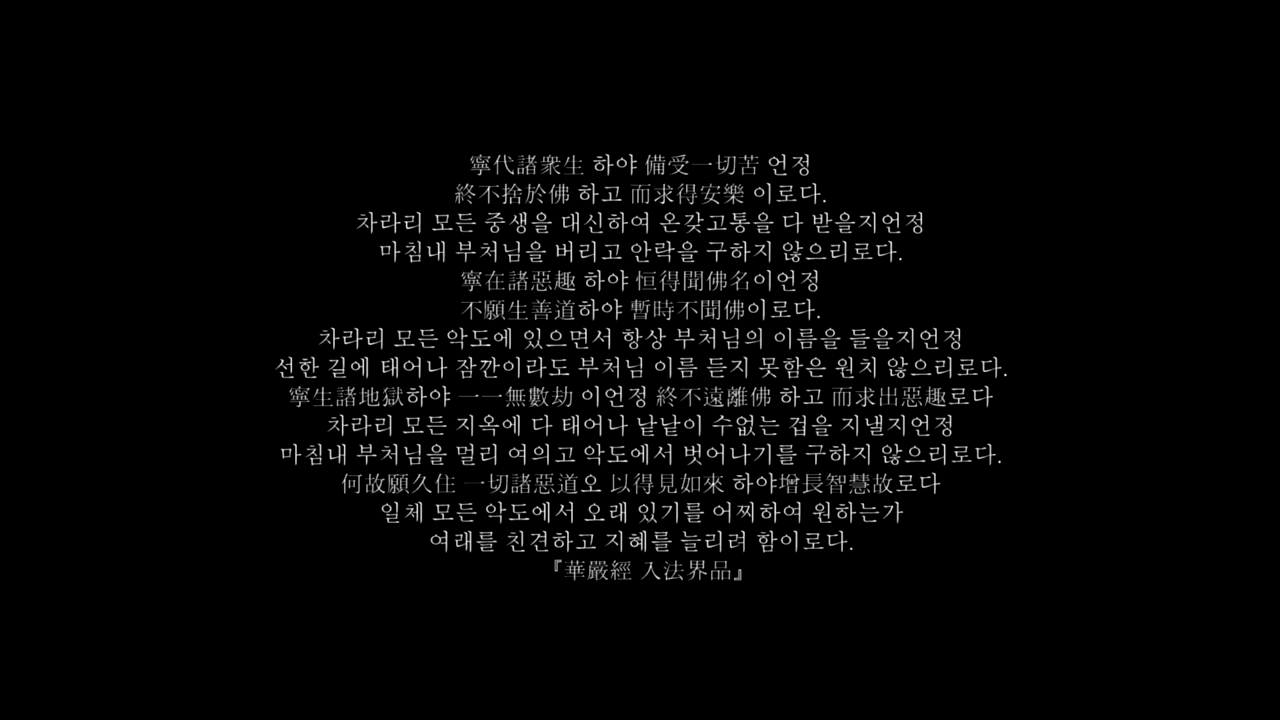 寧代諸衆生 하야 備受一切苦 언정
終不捨於佛 하고 而求得安樂 이로다.
차라리 모든 중생을 대신하여 온갖고통을 다 받을지언정
마침내 부처님을 버리고 안락을 구하지 않으리로다.
寧在諸惡趣 하야 恒得聞佛名이언정
不願生善道하야 暫時不聞佛이로다.
차라리 모든 악도에 있으면서 항상 부처님의 이름을 들을지언정
선한 길에 태어나 잠깐이라도 부처님 이름 듣지 못함은 원치 않으리로다.
寧生諸地獄하야 一一無數劫 이언정 終不遠離佛 하고 而求出惡趣로다
차라리 모든 지옥에 다 태어나 낱낱이 수없는 겁을 지낼지언정
마침내 부처님을 멀리 여의고 악도에서 벗어나기를 구하지 않으리로다.
何故願久住 一切諸惡道오 以得見如來 하야增長智慧故로다
일체 모든 악도에서 오래 있기를 어찌하여 원하는가
여래를 친견하고 지혜를 늘리려 함이로다.
『華嚴經 入法界品』